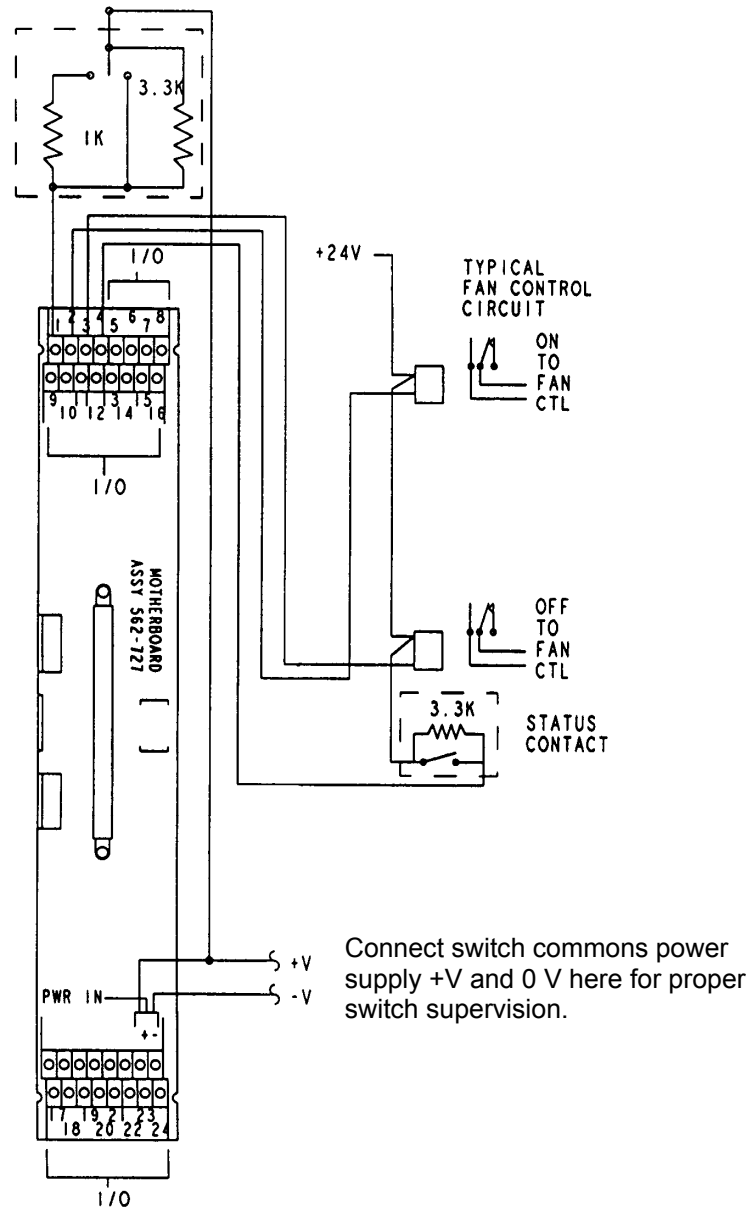 3.3K
1K
I/O
1 2 3 4 5 6 7 8
9 10 11 12 13 14 15 16
I/O
+24V
TYPICAL
FAN CONTROL
CIRCUIT
ON
TO
FAN
CTL
MOTHERBOARD
ASSY 562-727
OFF
TO
FAN
CTL
3.3K
STATUS
CONTACT
+V
-V
PWR IN
+-
Connect switch commons power
supply +V and 0 V here for proper
switch supervision.
17 18 19 20 21 22 23 24
I/O